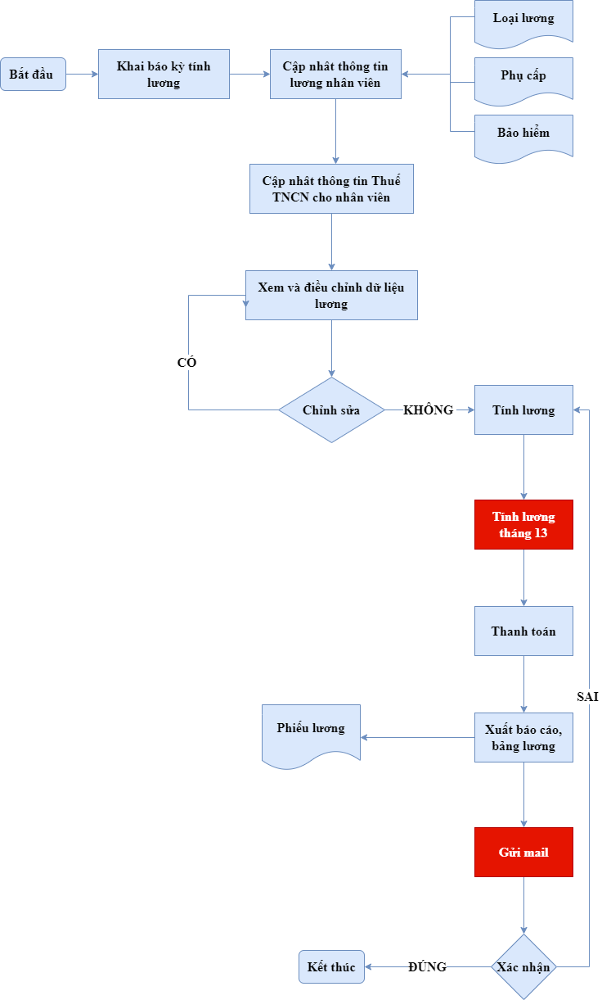 Loại lương
Bắt đầu
Khai báo kỳ tính
lương
Cập nhât thông tin
lương nhân viên
Phụ cấp
Bảo hiểm
Cập nhât thông tin Thuế
TNCN cho nhân viên
Xem và điều chỉnh dữ liệu
lương
CÓ
Chỉnh sửa
KHÔNG
Tính lương
Tính lương
tháng 13
Thanh toán
SAI
Phiếu lương
Xuất báo cáo,
bảng lương
Gửi mail
Kết thúc
ĐÚNG
Xác nhận